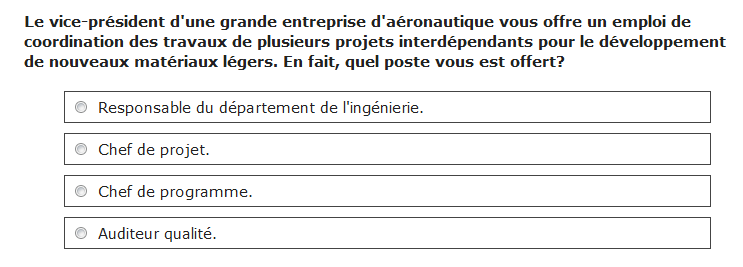 Le vice-président d'une grande entreprise d'aéronautique vous offre un emploi de
coordination des travaux de plusieurs projets interdépendants pour le développement
de nouveaux matériaux légers. En fait, quel poste vous est offert?
Responsable du département de l'ingénierie.
Chef de projet.
Chef de programme.
Auditeur qualité.